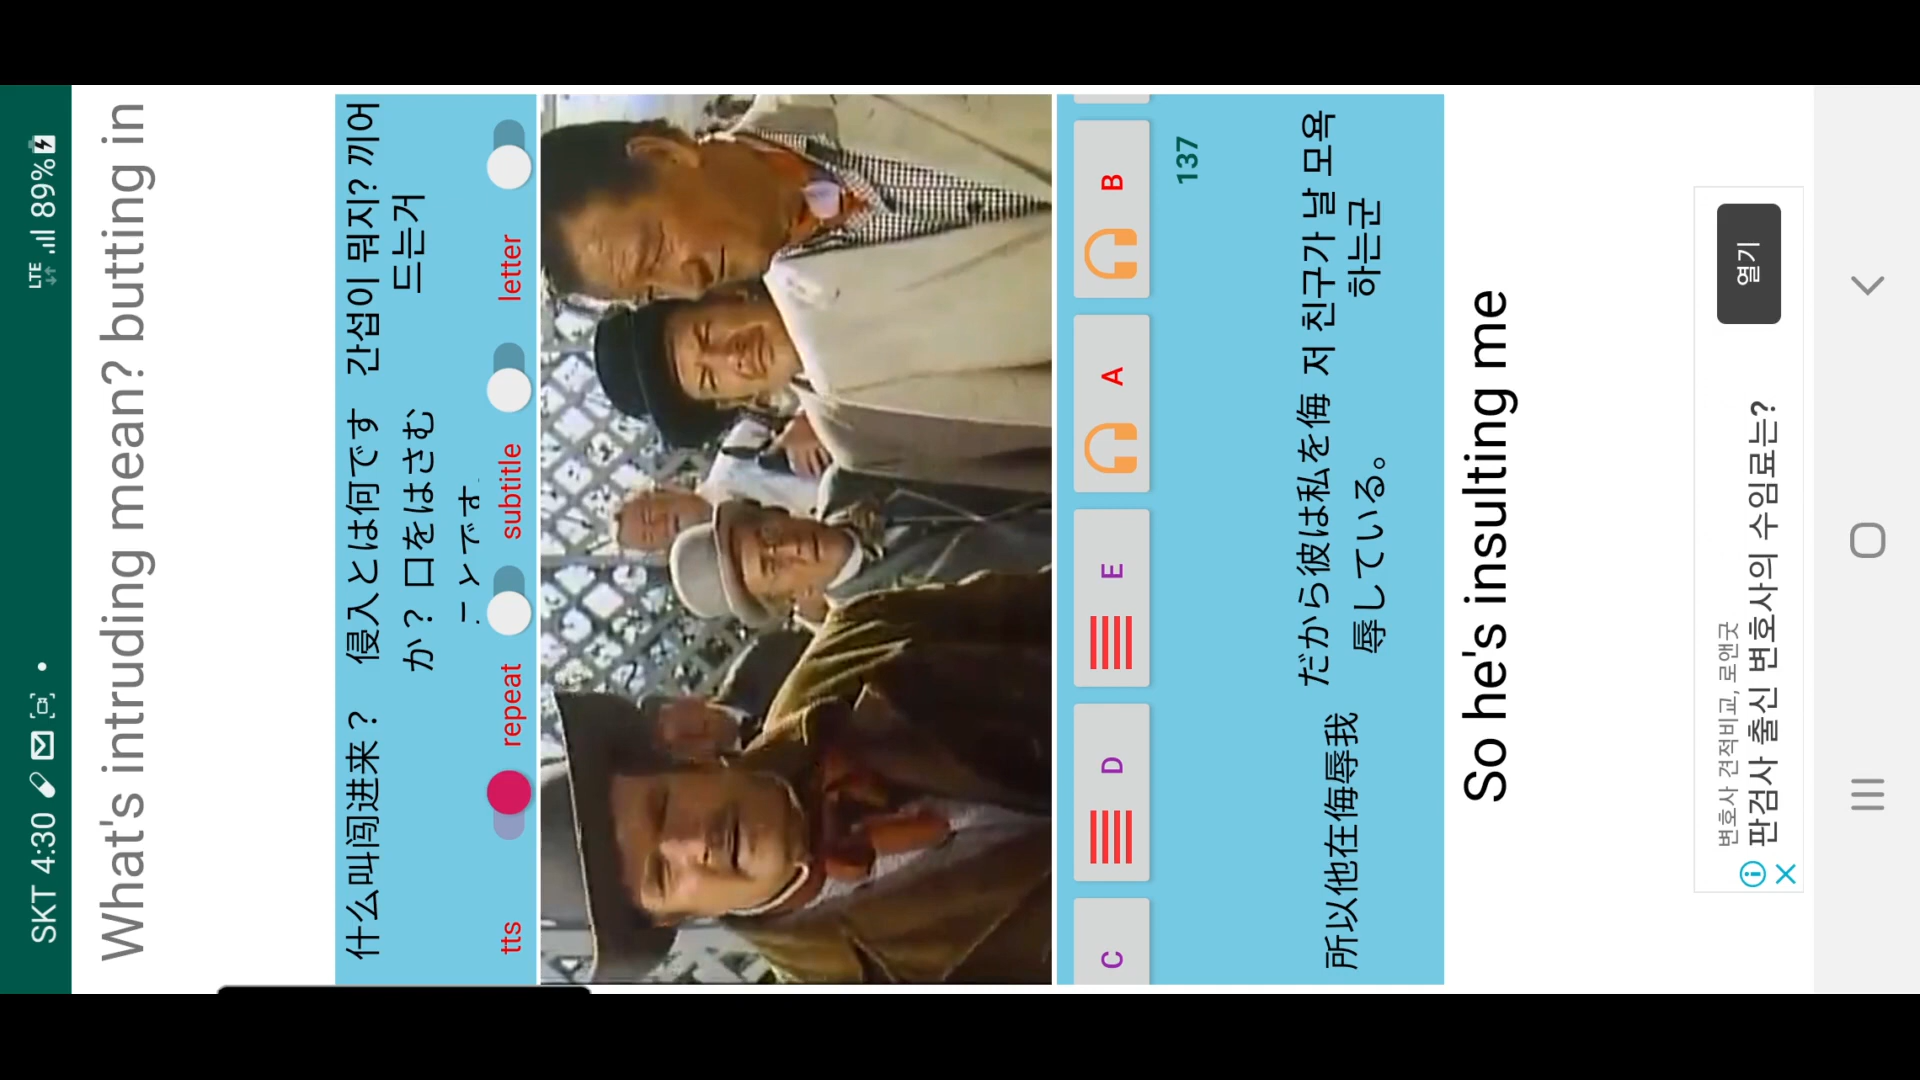 SKT 4:30
LTE
89%
What's intruding mean? butting in
什么叫闯进来？
侵入とは何です
か？ 口をはさむ
ことです
간섭이 뭐지? 끼어
드는거
tts
repeat
subtitle
letter
C
D
E
A
B
137
所以他在侮辱我
だから彼は私を侮
辱している。
저 친구가 날 모욕
하는군
So he's insulting me
변호사 견적비교, 로앤굿
판검사 출신 변호사의 수임료는?
열기